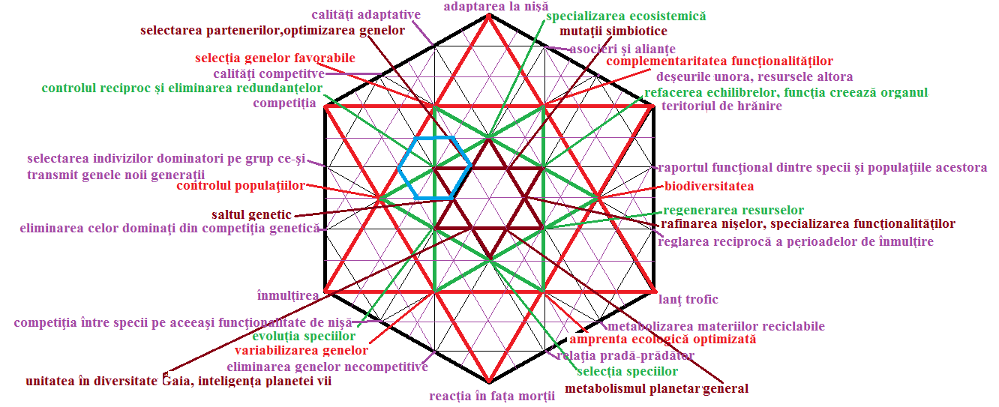 adaptarea la nișă
calități adaptative
specializarea ecosistemică
selectarea partenerilor,optimizarea genelor
mutații simbiotice
asocieri și alianțe
selecția genelor favorabile
complementaritatea funcționalităților
calități competitve
deșeurile unora, resursele altora
controlul reciproc și eliminarea redundanțelor
refacerea echilibrelor, funcția creează organul
competiția
teritoriul de hrănire
selectarea indivizilor dominatori pe grup ce-și
transmit genele noii generații
raportul funcțional dintre specii și populațiile acestora
controlul populațiilor
biodiversitatea
saltul genetic
regenerarea resurselor
rafinarea nișelor, specializarea funcționalităților
eliminarea celor dominați din competiția genetică
reglarea reciprocă a perioadelor de înmulțire
înmulțirea
lanț trofic
competiția între specii pe aceeași funcționalitate de nișă
metabolizarea materiilor reciclabile
evoluția speciilor
amprenta ecologică optimizată
variabilizarea genelor
relația pradă-prădător
eliminarea genelor necompetitive
selecția speciilor
unitatea în diversitate Gaia, inteligența planetei vii
metabolismul planetar general
reacția în fața morții